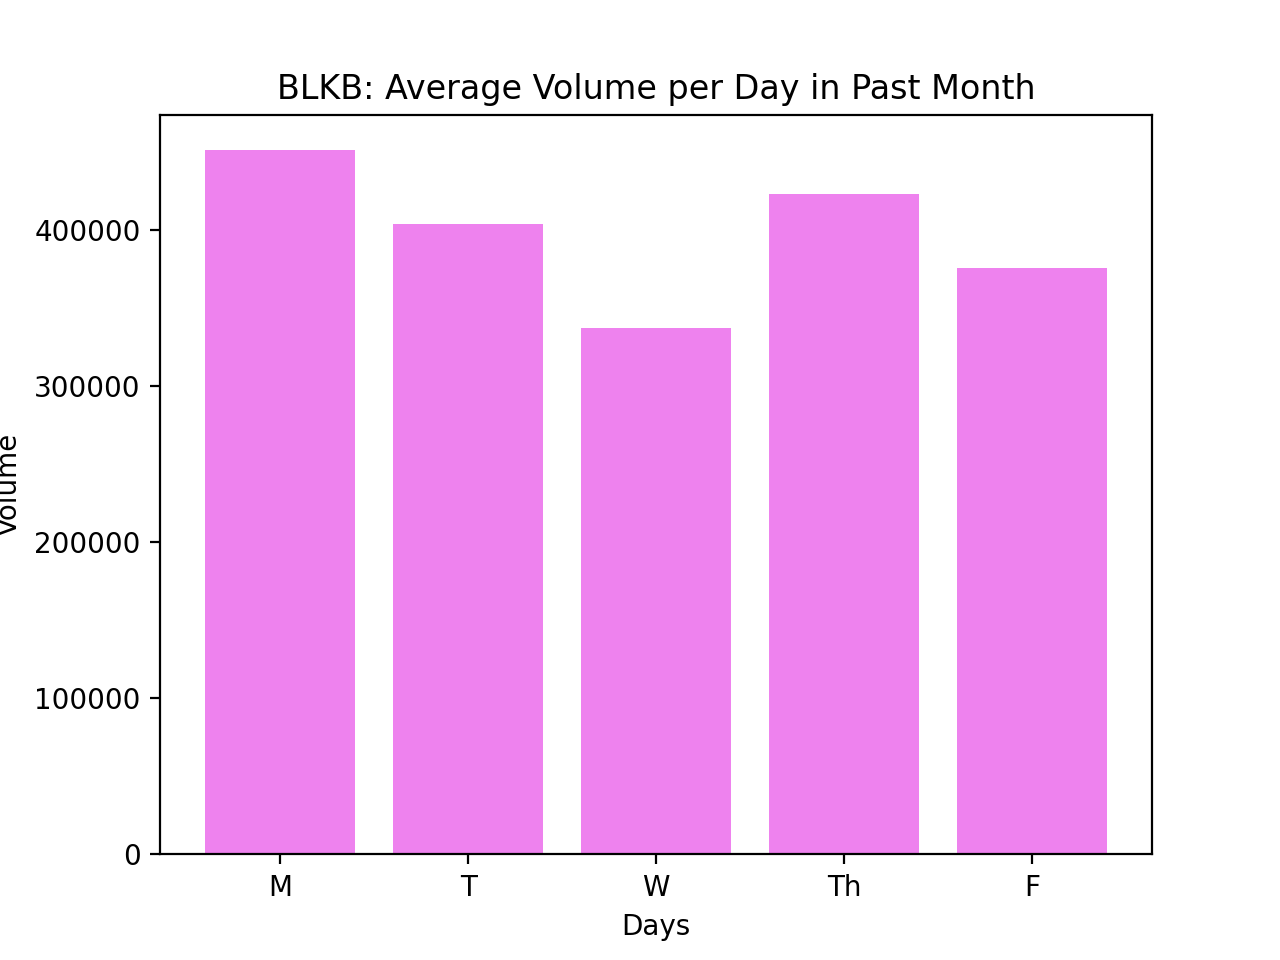 BLKB: Average Volume per Day in Past Month
Volume
400000
300000
200000
100000
0
M T W Th F
Days